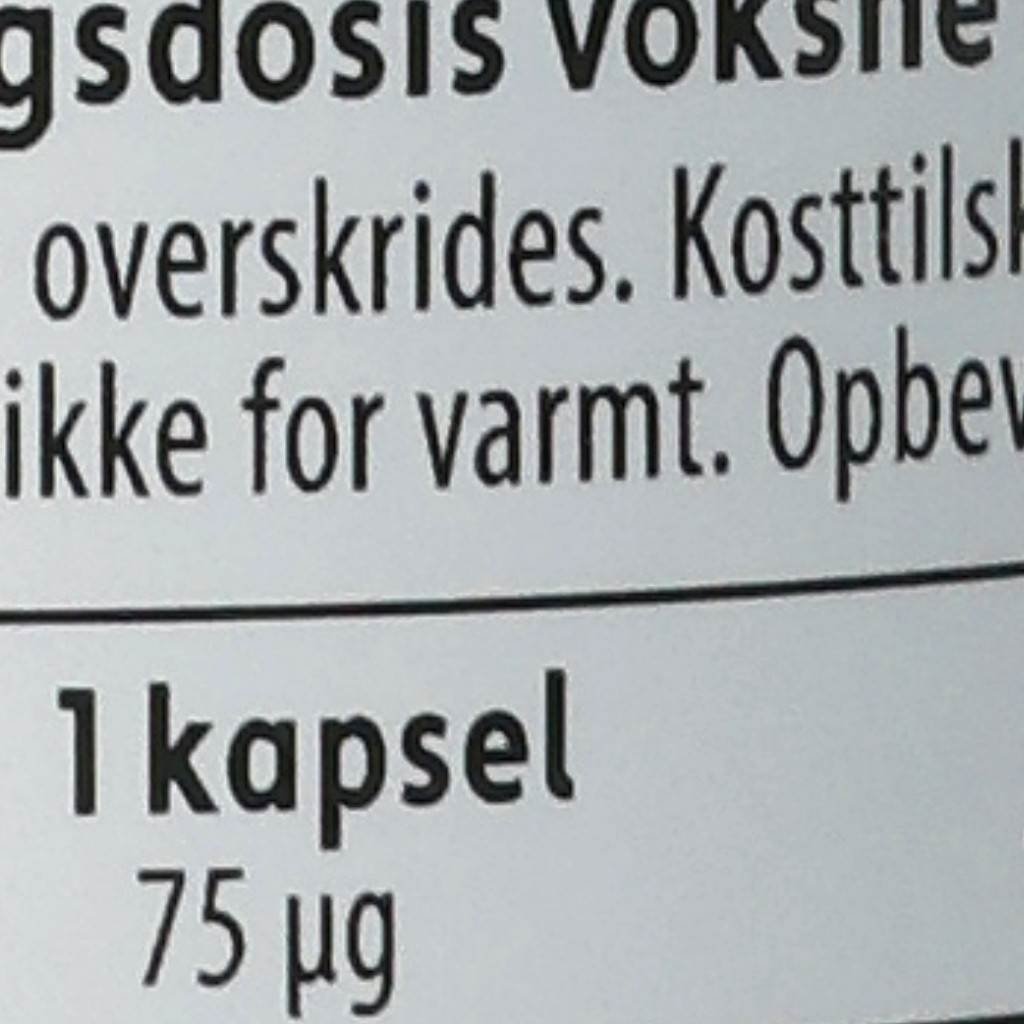 gsdosis voksne
overskrides. Kosttilsk
ikke for varmt. Opbev
1 kapsel
75 µg